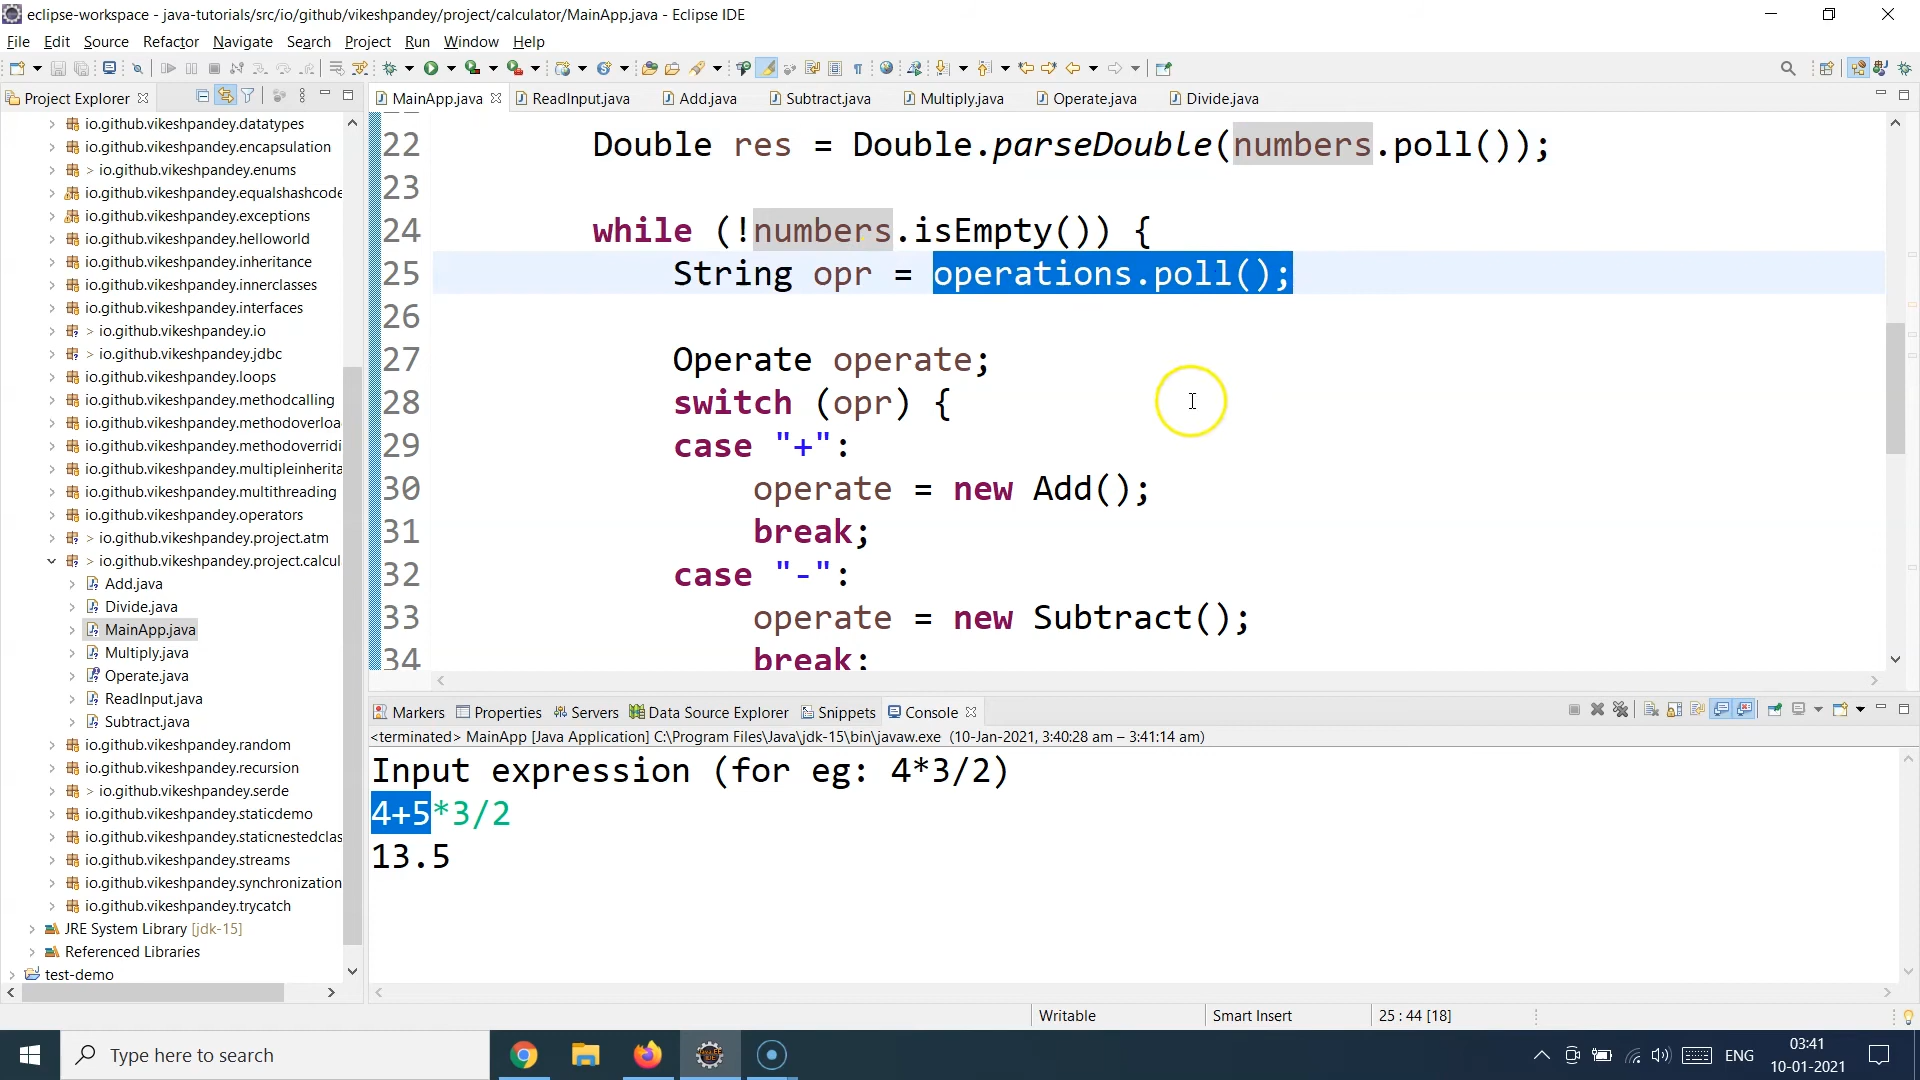 eclipse-workspace - java-tutorials/src/io/github/vikeshpandey/project/calculator/MainApp.java - Eclipse IDE
File Edit Source Refactor Navigate Search Project Run Window Help
Project Explorer
MainApp.java ReadInput.java Add.java Subtract.java Multiply.java Operate.java Divide.java
io.github.vikeshpandey.datatypes
io.github.vikeshpandey.encapsulation
> io.github.vikeshpandey.enums
io.github.vikeshpandey.equalshashcode
io.github.vikeshpandey.exceptions
io.github.vikeshpandey.helloworld
io.github.vikeshpandey.inheritance
io.github.vikeshpandey.innerclasses
io.github.vikeshpandey.interfaces
> io.github.vikeshpandey.io
> io.github.vikeshpandey.jdbc
io.github.vikeshpandey.loops
io.github.vikeshpandey.methodcalling
io.github.vikeshpandey.methodoverloa
io.github.vikeshpandey.methodoverridi
io.github.vikeshpandey.multipleinherita
io.github.vikeshpandey.multithreading
io.github.vikeshpandey.operators
> io.github.vikeshpandey.project.atm
> io.github.vikeshpandey.project.calcul
Add.java
Divide.java
MainApp.java
Multiply.java
Operate.java
ReadInput.java
Subtract.java
io.github.vikeshpandey.random
io.github.vikeshpandey.recursion
> io.github.vikeshpandey.serde
io.github.vikeshpandey.staticdemo
io.github.vikeshpandey.staticnestedclas
io.github.vikeshpandey.streams
io.github.vikeshpandey.synchronization
io.github.vikeshpandey.trycatch
JRE System Library [jdk-15]
Referenced Libraries
test-demo
22 Double res = Double.parseDouble(numbers.poll());
23
24 while (!numbers.isEmpty()) {
25 String opr = operations.poll();
26
27 Operate operate;
28 switch (opr) {
29 case "+":
30 operate = new Add();
31 break;
32 case "-":
33 operate = new Subtract();
34 break;
Markers Properties Servers Data Source Explorer Snippets Console
<terminated> MainApp [Java Application] C:\Program Files\Java\jdk-15\bin\javaw.exe (10-Jan-2021, 3:40:28 am – 3:41:14 am)
Input expression (for eg: 4*3/2)
4+5*3/2
13.5
Writable Smart Insert 25 : 44 [18]
Type here to search
ENG
03:41
10-01-2021